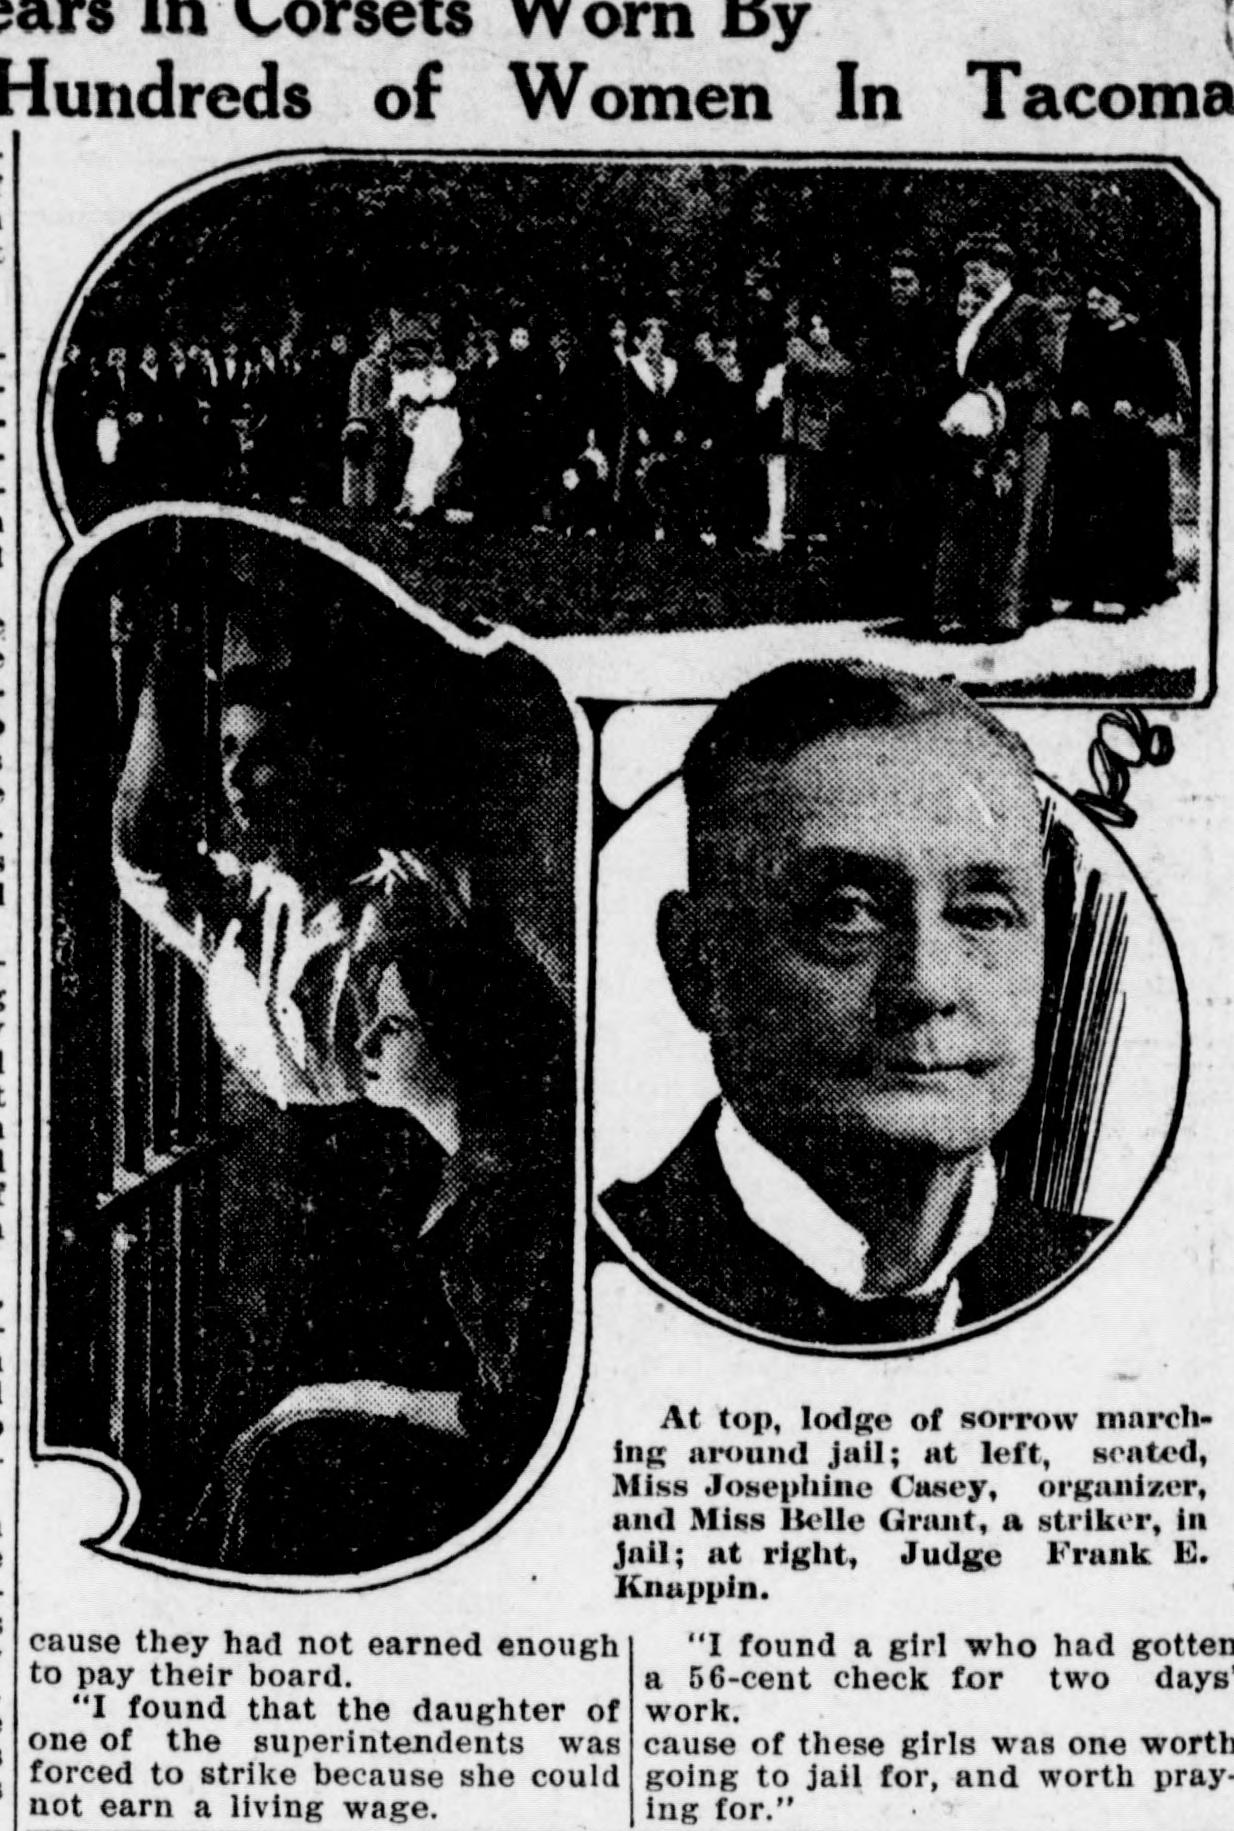 ears In Corsets Worn By
Hundreds of Women In Tacoma
At top, lodge of sorrow march-
ing around jail; at left, seated,
Miss Josephine Casey, organizer,
and Miss Belle Grant, a striker, in
jail; at right, Judge Frank E.
Knappin.
cause they had not earned enough
to pay their board.
"I found that the daughter of
one of the superintendents was
forced to strike because she could
not earn a living wage.
"I found a girl who had gotten
a 56-cent check for two days'
work.
cause of these girls was one worth
going to jail for, and worth pray-
ing for."